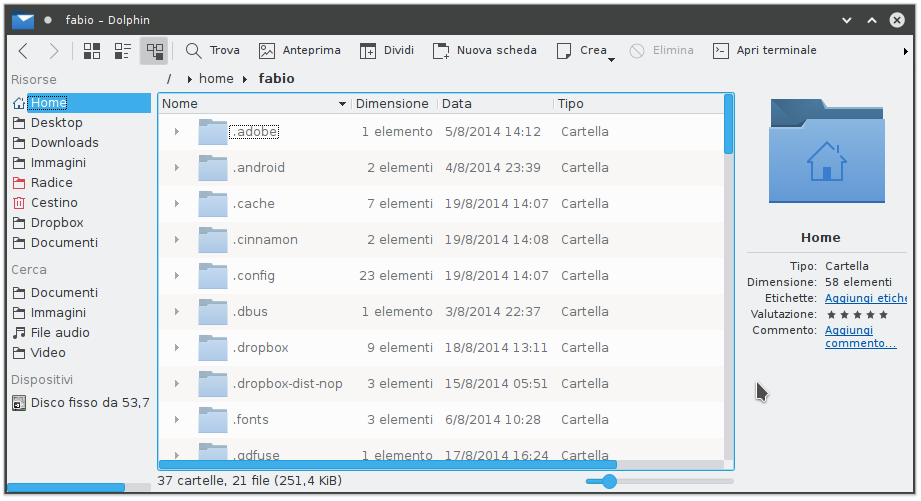 fabio – Dolphin
Trova Anteprima Dividi Nuova scheda Crea Elimina Apri terminale
Risorse
Home
Desktop
Downloads
Immagini
Radice
Cestino
Dropbox
Documenti
Cerca
Documenti
Immagini
File audio
Video
Dispositivi
Disco fisso da 53,7
/ home fabio
Nome Dimensione Data Tipo
.adobe 1 elemento 5/8/2014 14:12 Cartella
.android 2 elementi 4/8/2014 23:39 Cartella
.cache 7 elementi 19/8/2014 14:07 Cartella
.cinnamon 2 elementi 19/8/2014 14:08 Cartella
.config 23 elementi 19/8/2014 14:07 Cartella
.dbus 1 elemento 3/8/2014 22:37 Cartella
.dropbox 9 elementi 18/8/2014 13:11 Cartella
.dropbox-dist-nop 3 elementi 15/8/2014 05:51 Cartella
.fonts 3 elementi 6/8/2014 10:28 Cartella
.gdfuse 1 elemento 17/8/2014 16:24 Cartella
37 cartelle, 21 file (251,4 KiB)
Home
Tipo: Cartella
Dimensione: 58 elementi
Etichette: Aggiungi etiche
Valutazione: ★★★★★
Commento: Aggiungi
commento...